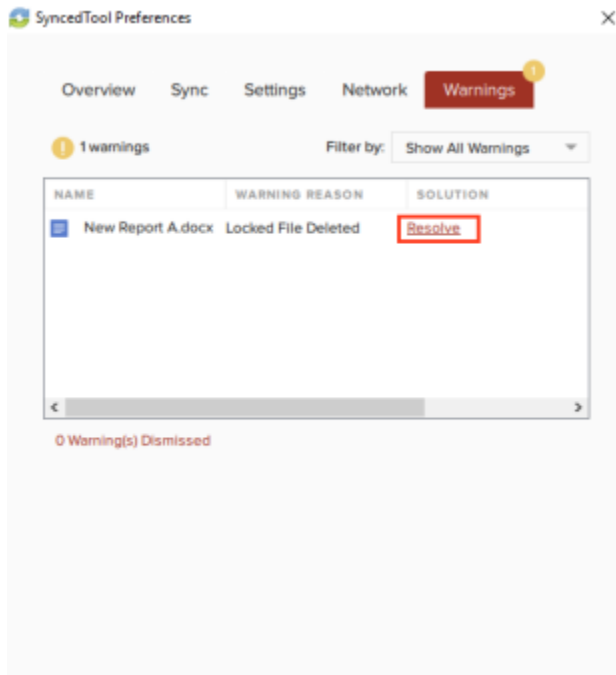 SyncedTool Preferences
Overview Sync Settings Network Warnings 1
! 1 warnings Filter by: Show All Warnings
NAME WARNING REASON SOLUTION
New Report A.docx Locked File Deleted Resolve
0 Warning(s) Dismissed